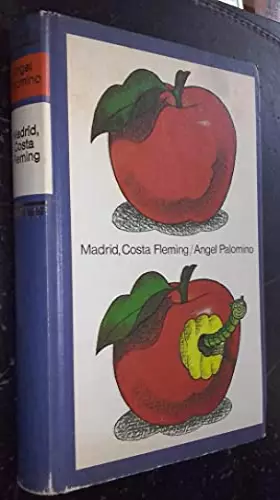 Angel
Palomino
Madrid,
Costa
Fleming
Madrid, Costa Fleming/Angel Palomino